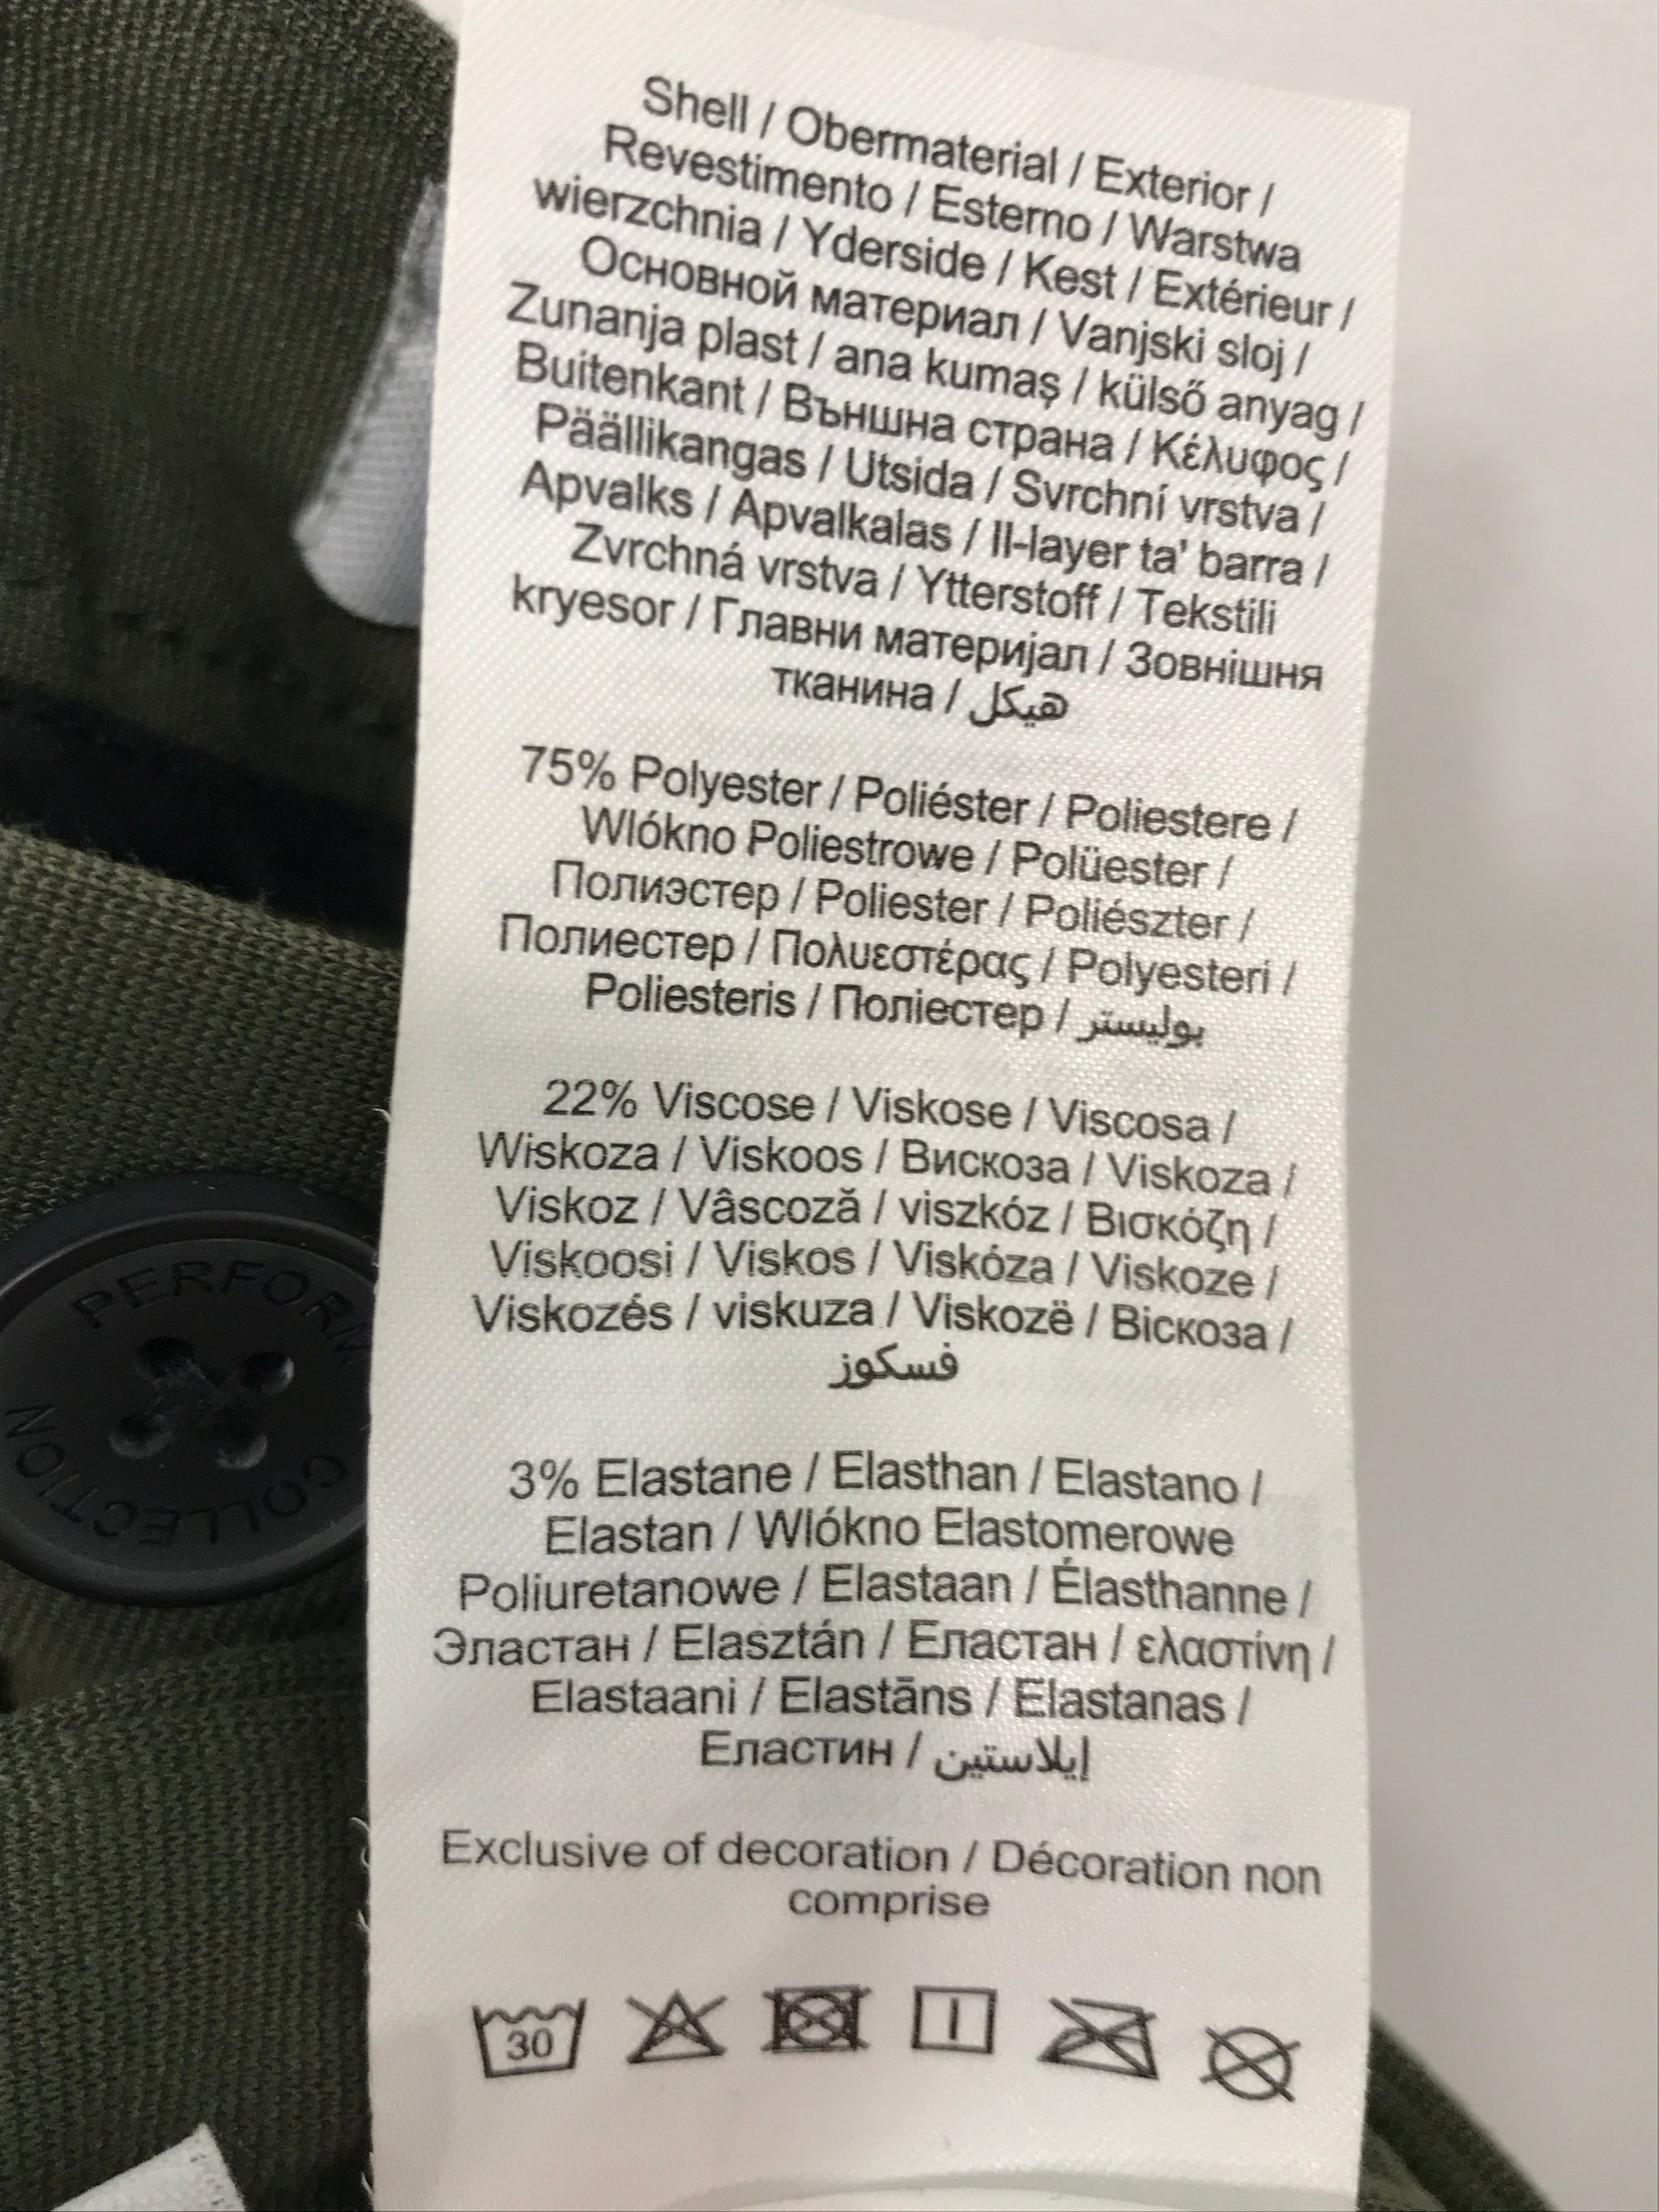 Shell / Obermaterial / Exterior /
Revestimento / Esterno / Warstwa
wierzchnia / Yderside / Kest / Extérieur /
Основной материал / Vanjski sloj /
Zunanja plast / ana kumaş / külső anyag /
Buitenkant / Външна страна / Κέλυφος /
Päällikangas / Utsida / Svrchní vrstva /
Apvalks / Apvalkalas / Il-layer ta' barra /
Zvrchná vrstva / Ytterstoff / Tekstili
kryesor / Главни материјал / Зовнішня
тканина / هيكل
75% Polyester / Poliéster / Poliestere /
Wlókno Poliestrowe / Polüester /
Полиэстер / Poliester / Poliészter /
Полиестер / Πολυεστέρας / Polyesteri /
Poliesteris / Поліестер / بوليستر
22% Viscose / Viskose / Viscosa /
Wiskoza / Viskoos / Вискоза / Viskoza /
Viskoz / Vâscoză / viszkóz / Βισκόζη /
Viskoosi / Viskos / Viskóza / Viskoze /
Viskozés / viskuza / Viskozë / Віскоза /
فسكوز
3% Elastane / Elasthan / Elastano /
Elastan / Wlókno Elastomerowe
Poliuretanowe / Elastaan / Élasthanne /
Эластан / Elasztán / Еластан / ελαστίνη /
Elastaani / Elastāns / Elastanas /
Еластин / إيلاستين
Exclusive of decoration / Décoration non
comprise
30
PERFORM
COLLECTION